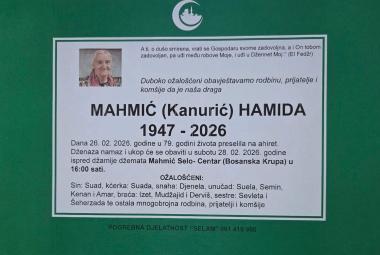 A ti, o dušo smirena, vrati se Gospodaru svome zadovoljna, a i On tobom
zadovoljan, pa uđi među robove Moje, i uđi u Džennet Moj." (El Fedžr)
Duboko ožalošćeni obavještavamo rodbinu, prijatelje i
komšije da je naša draga
MAHMIĆ (Kanurić) HAMIDA
1947 - 2026
Dana 26. 02. 2026. godine u 79. godini života preselila na ahiret.
Dženaza namaz i ukop će se obaviti u subotu 28. 02. 2026. godine
ispred džamije džemata Mahmić Selo- Centar (Bosanska Krupa) u
16:00 sati.
OŽALOŠĆENI:
Sin: Suad, kćerka: Suada, snaha: Djenela, unučad: Suela, Semin,
Kenan i Amar, braća: Izet, Mudžajid i Derviš, sestre: Sevleta i
Šeherzada te ostala mnogobrojna rodbina, prijatelji i komšije
POGREBNA DJELATNOST "SELAM" 061 419 900